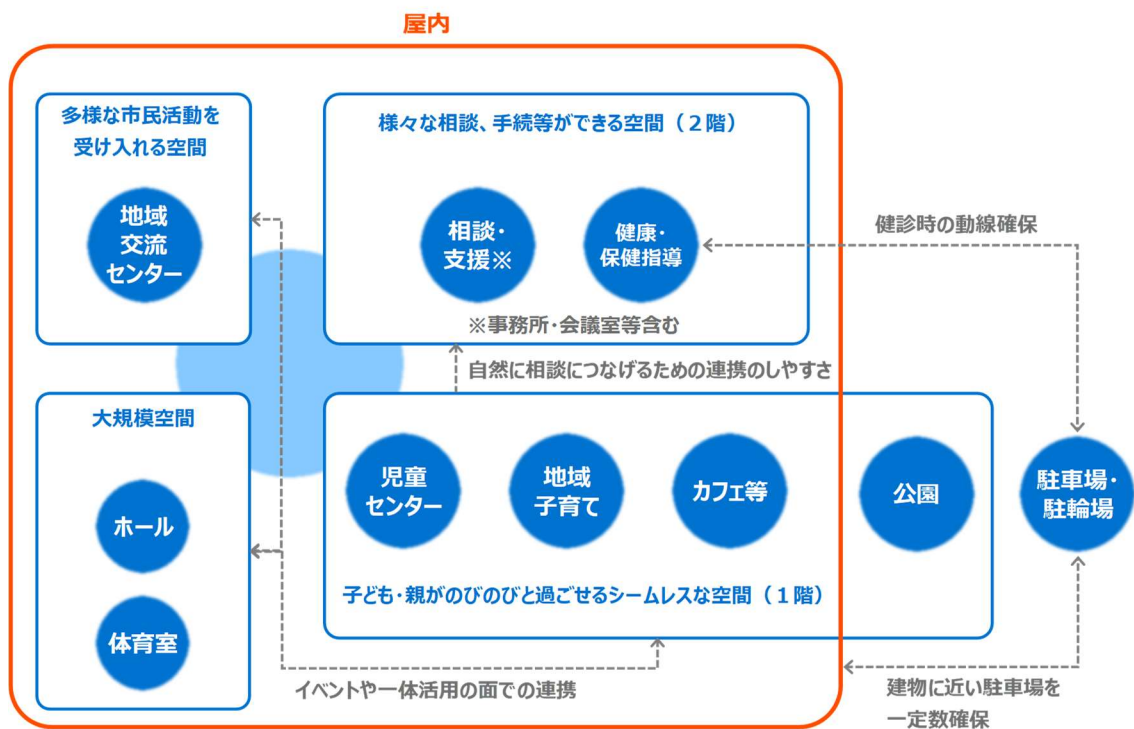 屋内
多様な市民活動を
受け入れる空間
地域
交流
センター
様々な相談、手続等ができる空間（２階）
相談・
支援※
健康・
保健指導
※事務所・会議室等含む
健診時の動線確保
自然に相談につなげるための連携のしやすさ
大規模空間
ホール
体育室
児童
センター
地域
子育て
カフェ等
公園
駐車場・
駐輪場
子ども・親がのびのびと過ごせるシームレスな空間（１階）
イベントや一体活用の面での連携
建物に近い駐車場を
一定数確保